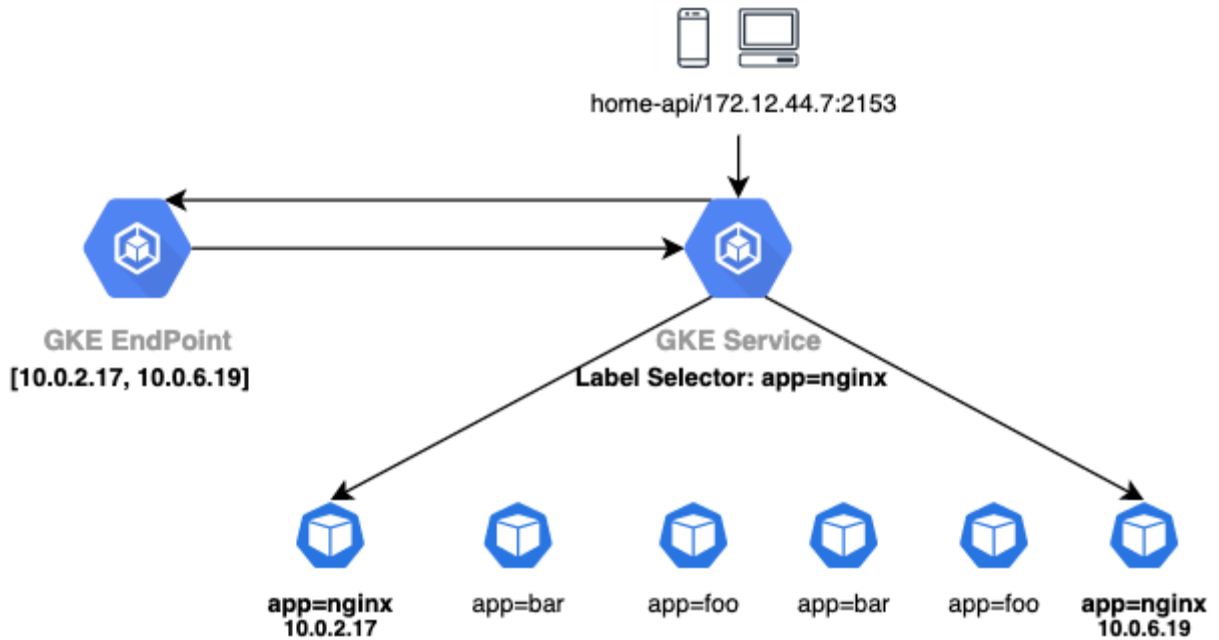 home-api/172.12.44.7:2153
GKE EndPoint
[10.0.2.17, 10.0.6.19]
GKE Service
Label Selector: app=nginx
app=nginx
10.0.2.17
app=bar
app=foo
app=bar
app=foo
app=nginx
10.0.6.19